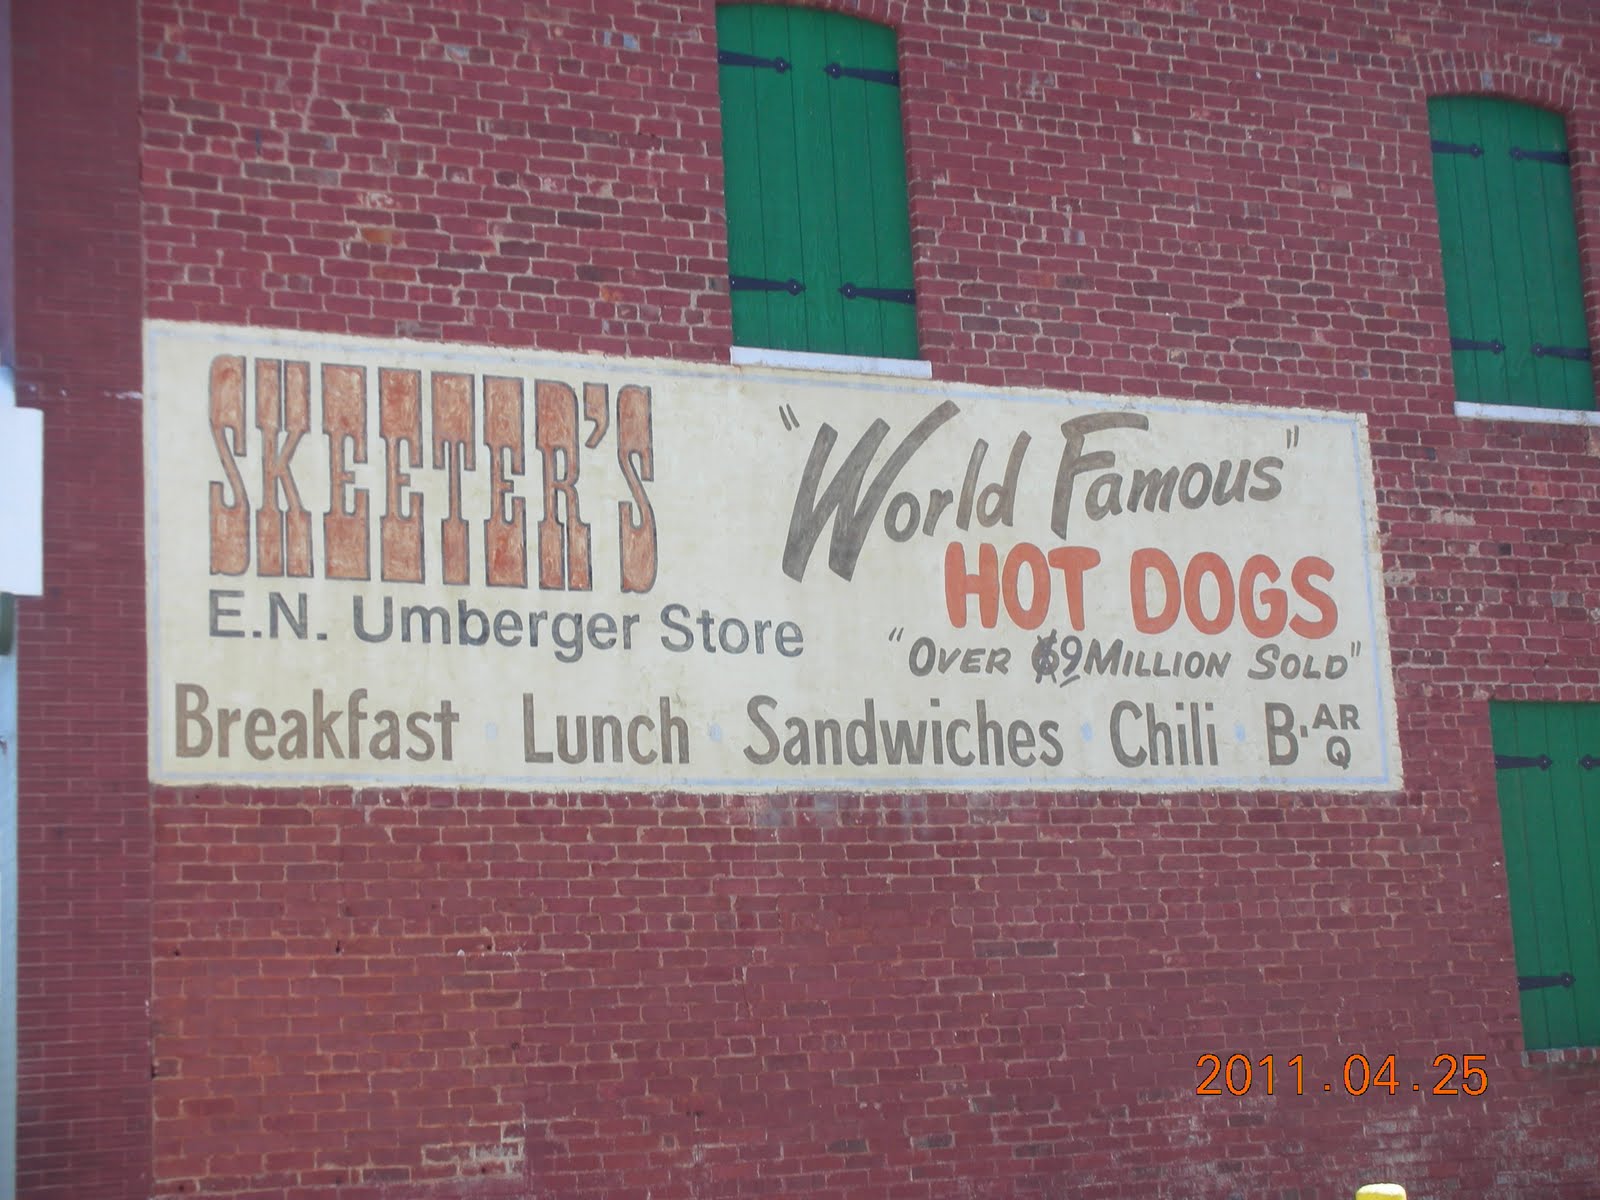 SKEETER'S
E.N. Umberger Store
"World Famous"
HOT DOGS
"OVER 9 MILLION SOLD"
Breakfast · Lunch · Sandwiches · Chili · B·AR Q
2011.04.25